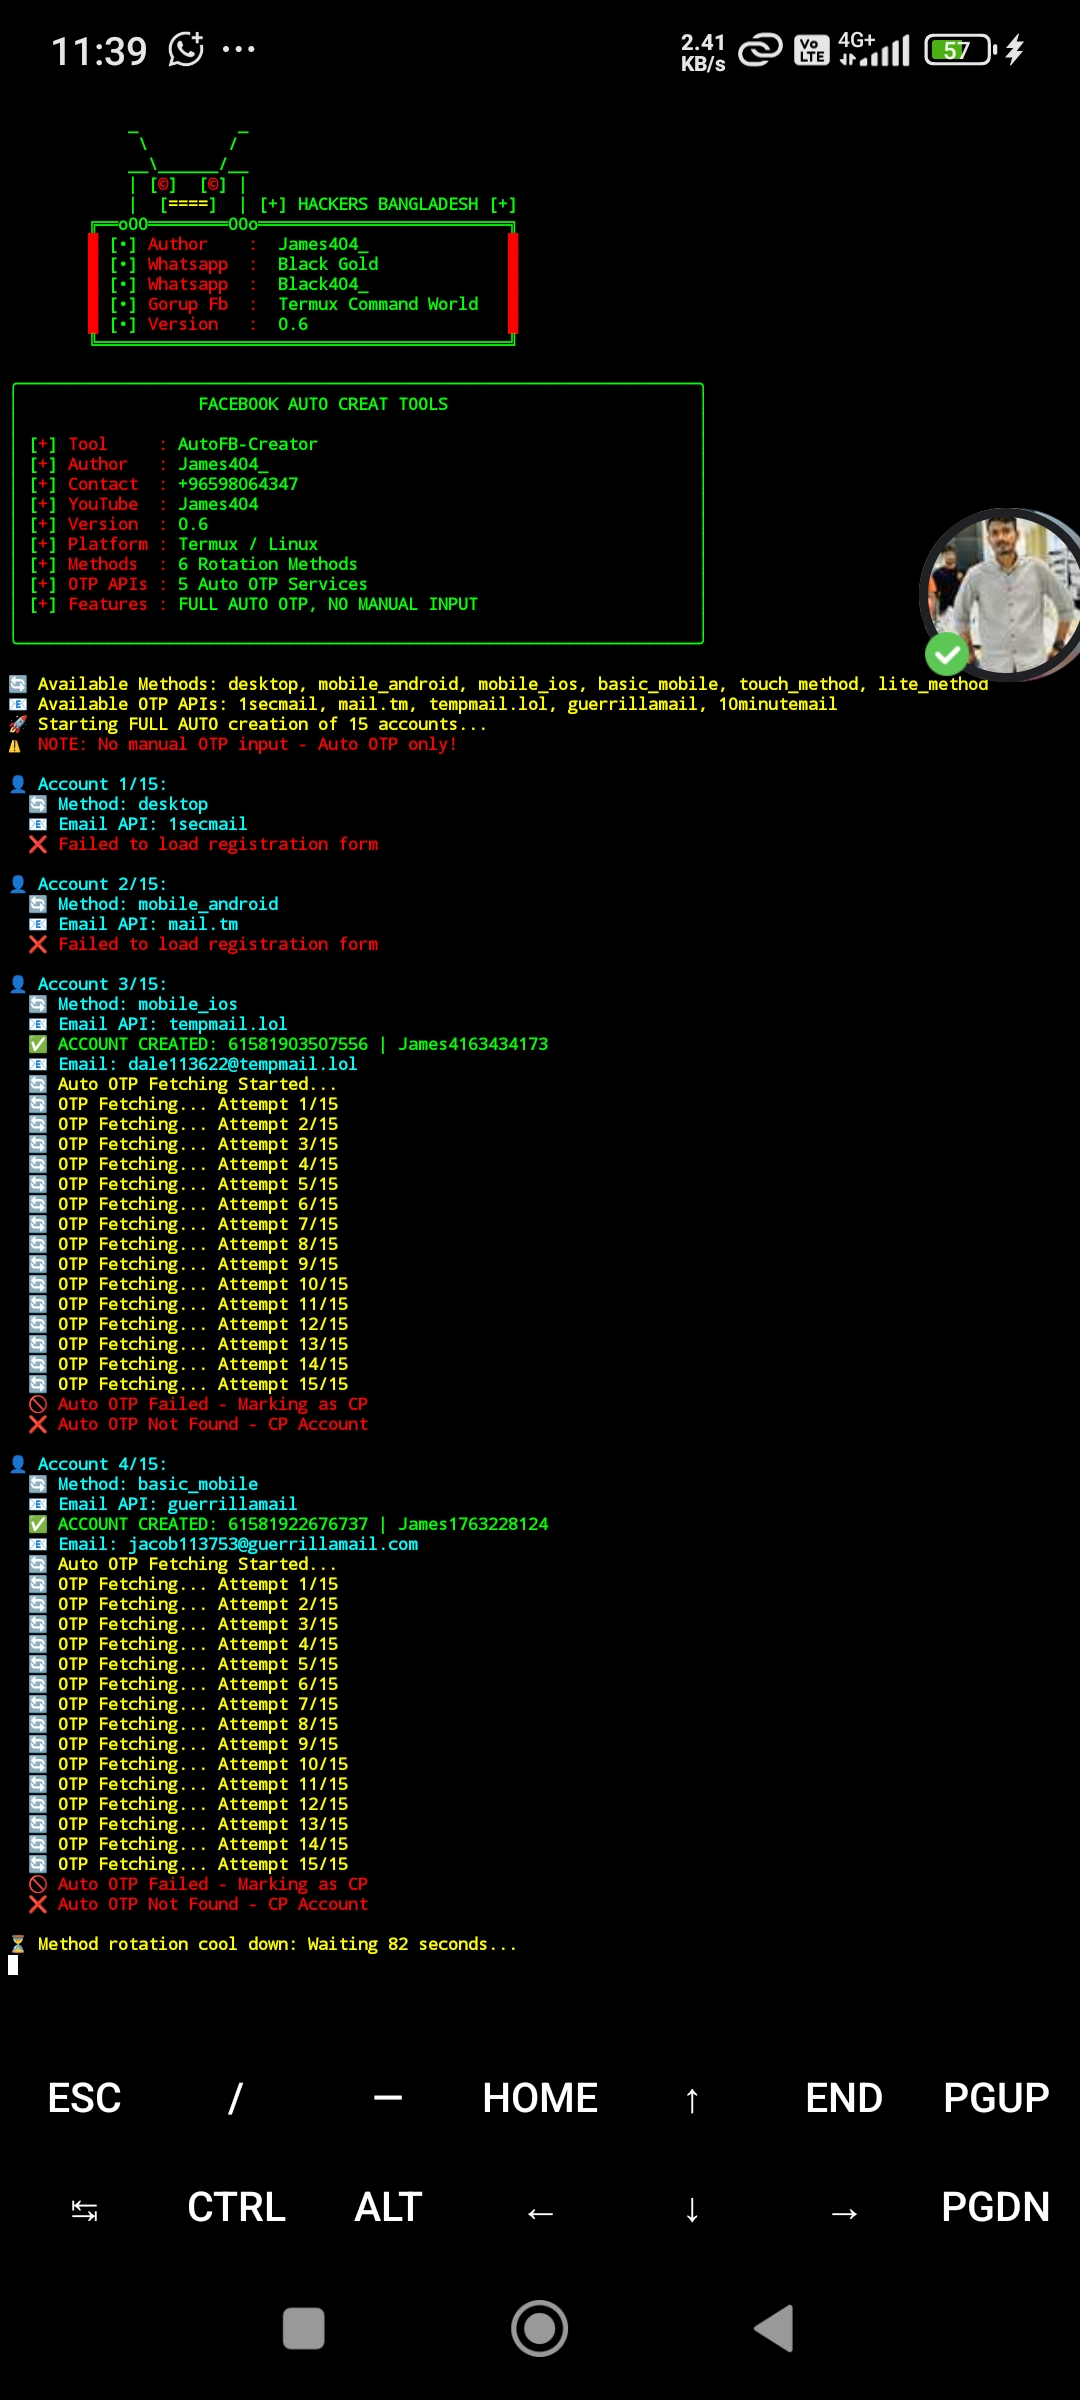 11:39
2.41 KB/s
Vo LTE
4G+
57
[©] [©]
[====] [+] HACKERS BANGLADESH [+]
oOO OOo
[•] Author : James404_
[•] Whatsapp : Black Gold
[•] Whatsapp : Black404_
[•] Gorup Fb : Termux Command World
[•] Version : 0.6
FACEBOOK AUTO CREAT TOOLS
[+] Tool : AutoFB-Creator
[+] Author : James404_
[+] Contact : +96598064347
[+] YouTube : James404
[+] Version : 0.6
[+] Platform : Termux / Linux
[+] Methods : 6 Rotation Methods
[+] OTP APIs : 5 Auto OTP Services
[+] Features : FULL AUTO OTP, NO MANUAL INPUT
Available Methods: desktop, mobile_android, mobile_ios, basic_mobile, touch_method, lite_method
Available OTP APIs: 1secmail, mail.tm, tempmail.lol, guerrillamail, 10minutemail
Starting FULL AUTO creation of 15 accounts...
NOTE: No manual OTP input - Auto OTP only!
Account 1/15:
Method: desktop
Email API: 1secmail
Failed to load registration form
Account 2/15:
Method: mobile_android
Email API: mail.tm
Failed to load registration form
Account 3/15:
Method: mobile_ios
Email API: tempmail.lol
ACCOUNT CREATED: 61581903507556 | James4163434173
Email: dale113622@tempmail.lol
Auto OTP Fetching Started...
OTP Fetching... Attempt 1/15
OTP Fetching... Attempt 2/15
OTP Fetching... Attempt 3/15
OTP Fetching... Attempt 4/15
OTP Fetching... Attempt 5/15
OTP Fetching... Attempt 6/15
OTP Fetching... Attempt 7/15
OTP Fetching... Attempt 8/15
OTP Fetching... Attempt 9/15
OTP Fetching... Attempt 10/15
OTP Fetching... Attempt 11/15
OTP Fetching... Attempt 12/15
OTP Fetching... Attempt 13/15
OTP Fetching... Attempt 14/15
OTP Fetching... Attempt 15/15
Auto OTP Failed - Marking as CP
Auto OTP Not Found - CP Account
Account 4/15:
Method: basic_mobile
Email API: guerrillamail
ACCOUNT CREATED: 61581922676737 | James1763228124
Email: jacob113753@guerrillamail.com
Auto OTP Fetching Started...
OTP Fetching... Attempt 1/15
OTP Fetching... Attempt 2/15
OTP Fetching... Attempt 3/15
OTP Fetching... Attempt 4/15
OTP Fetching... Attempt 5/15
OTP Fetching... Attempt 6/15
OTP Fetching... Attempt 7/15
OTP Fetching... Attempt 8/15
OTP Fetching... Attempt 9/15
OTP Fetching... Attempt 10/15
OTP Fetching... Attempt 11/15
OTP Fetching... Attempt 12/15
OTP Fetching... Attempt 13/15
OTP Fetching... Attempt 14/15
OTP Fetching... Attempt 15/15
Auto OTP Failed - Marking as CP
Auto OTP Not Found - CP Account
Method rotation cool down: Waiting 82 seconds...
ESC / — HOME ↑ END PGUP
↹ CTRL ALT ← ↓ → PGDN